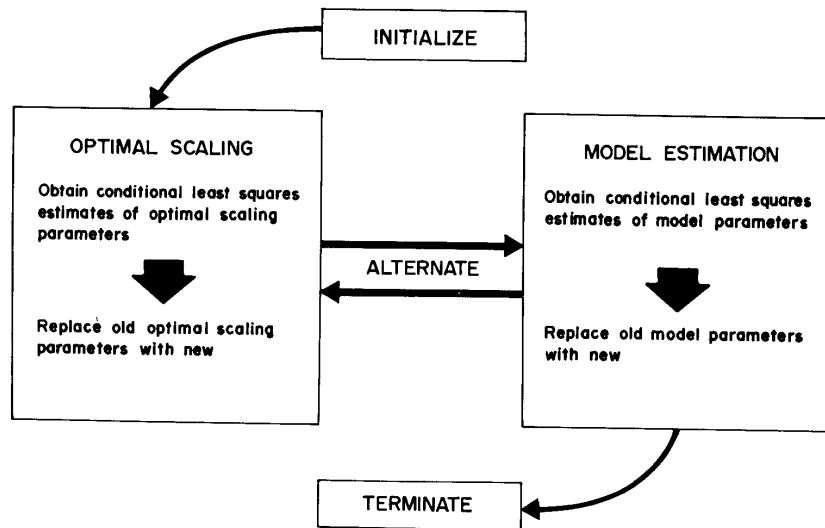 INITIALIZE
OPTIMAL SCALING
Obtain conditional least squares
estimates of optimal scaling
parameters
Replace old optimal scaling
parameters with new
ALTERNATE
MODEL ESTIMATION
Obtain conditional least squares
estimates of model parameters
Replace old model parameters
with new
TERMINATE